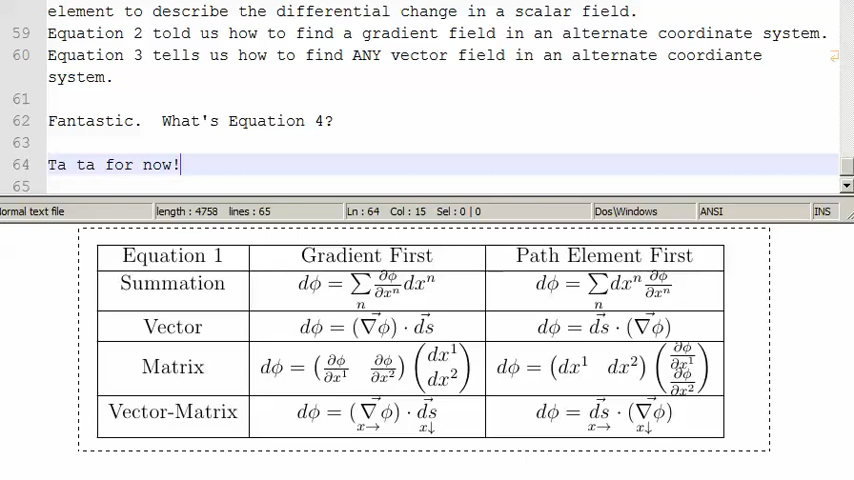 element to describe the differential change in a scalar field.
59 Equation 2 told us how to find a gradient field in an alternate coordinate system.
60 Equation 3 tells us how to find ANY vector field in an alternate coordiante
system.
61
62 Fantastic.  What's Equation 4?
63
64 Ta ta for now!
65
ormal text file length : 4758 lines : 65 Ln : 64 Col : 15 Sel : 0 | 0 Dos\Windows ANSI INS
Equation 1 Gradient First Path Element First
Summation dϕ = ∑ₙ ∂ϕ/∂xⁿ dxⁿ dϕ = ∑ₙ dxⁿ ∂ϕ/∂xⁿ
Vector dϕ = (∇⃗ϕ) · d⃗s dϕ = d⃗s · (∇⃗ϕ)
Matrix dϕ = (∂ϕ/∂x¹ ∂ϕ/∂x²) (dx¹ dx²) dϕ = (dx¹ dx²) (∂ϕ/∂x¹ ∂ϕ/∂x²)
Vector-Matrix dϕ = (∇⃗ϕ) x→ · d⃗s x↓ dϕ = d⃗s x→ · (∇⃗ϕ) x↓